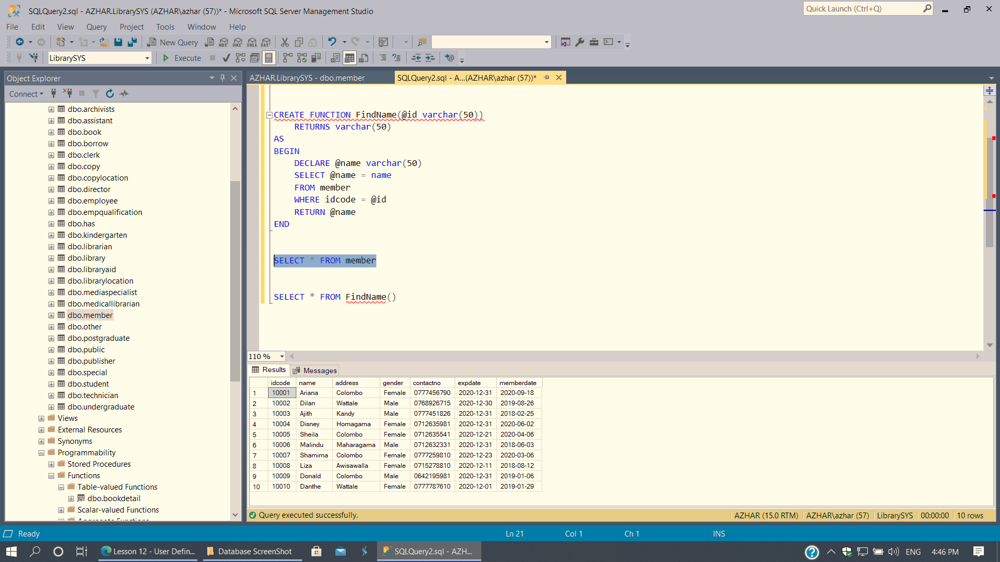 SQLQuery2.sql - AZHAR.LibrarySYS (AZHAR\azhar (57))* - Microsoft SQL Server Management Studio
Quick Launch (Ctrl+Q)
File Edit View Query Project Tools Window Help
New Query
MDX DMX XMLA DAX
LibrarySYS
Execute
Object Explorer
Connect
dbo.archivists
dbo.assistant
dbo.book
dbo.borrow
dbo.clerk
dbo.copy
dbo.copylocation
dbo.director
dbo.employee
dbo.empqualification
dbo.has
dbo.kindergarten
dbo.librarian
dbo.library
dbo.libraryaid
dbo.librarylocation
dbo.mediaspecialist
dbo.medicallibrarian
dbo.member
dbo.other
dbo.postgraduate
dbo.public
dbo.publisher
dbo.special
dbo.student
dbo.technician
dbo.undergraduate
Views
External Resources
Synonyms
Programmability
Stored Procedures
Functions
Table-valued Functions
dbo.bookdetail
Scalar-valued Functions
AZHAR.LibrarySYS - dbo.member
SQLQuery2.sql - A...(AZHAR\azhar (57))*
CREATE FUNCTION FindName(@id varchar(50))
RETURNS varchar(50)
AS
BEGIN
DECLARE @name varchar(50)
SELECT @name = name
FROM member
WHERE idcode = @id
RETURN @name
END
SELECT * FROM member
SELECT * FROM FindName()
110 %
Results Messages
idcode name address gender contactno expdate memberdate
1 10001 Ariana Colombo Female 0777456790 2020-12-31 2020-09-18
2 10002 Dilan Wattale Male 0768926715 2020-12-30 2019-08-26
3 10003 Ajith Kandy Male 0777451826 2020-12-31 2018-02-25
4 10004 Disney Homagama Female 0712635981 2020-12-31 2020-06-02
5 10005 Sheila Colombo Female 0712635541 2020-12-21 2020-04-06
6 10006 Malindu Maharagama Male 0712632331 2020-12-31 2018-06-03
7 10007 Shamima Colombo Female 0777259810 2020-12-23 2020-03-06
8 10008 Liza Awisawalla Female 0715278810 2020-12-11 2018-08-12
9 10009 Donald Colombo Male 0642195981 2020-12-31 2019-01-06
10 10010 Danthe Wattale Female 0777787610 2020-12-01 2019-01-29
Query executed successfully.
AZHAR (15.0 RTM) AZHAR\azhar (57) LibrarySYS 00:00:00 10 rows
Ready Ln 21 Col 1 Ch 1 INS
Lesson 12 - User Defin... Database ScreenShot SQLQuery2.sql - AZH... ENG 4:46 PM